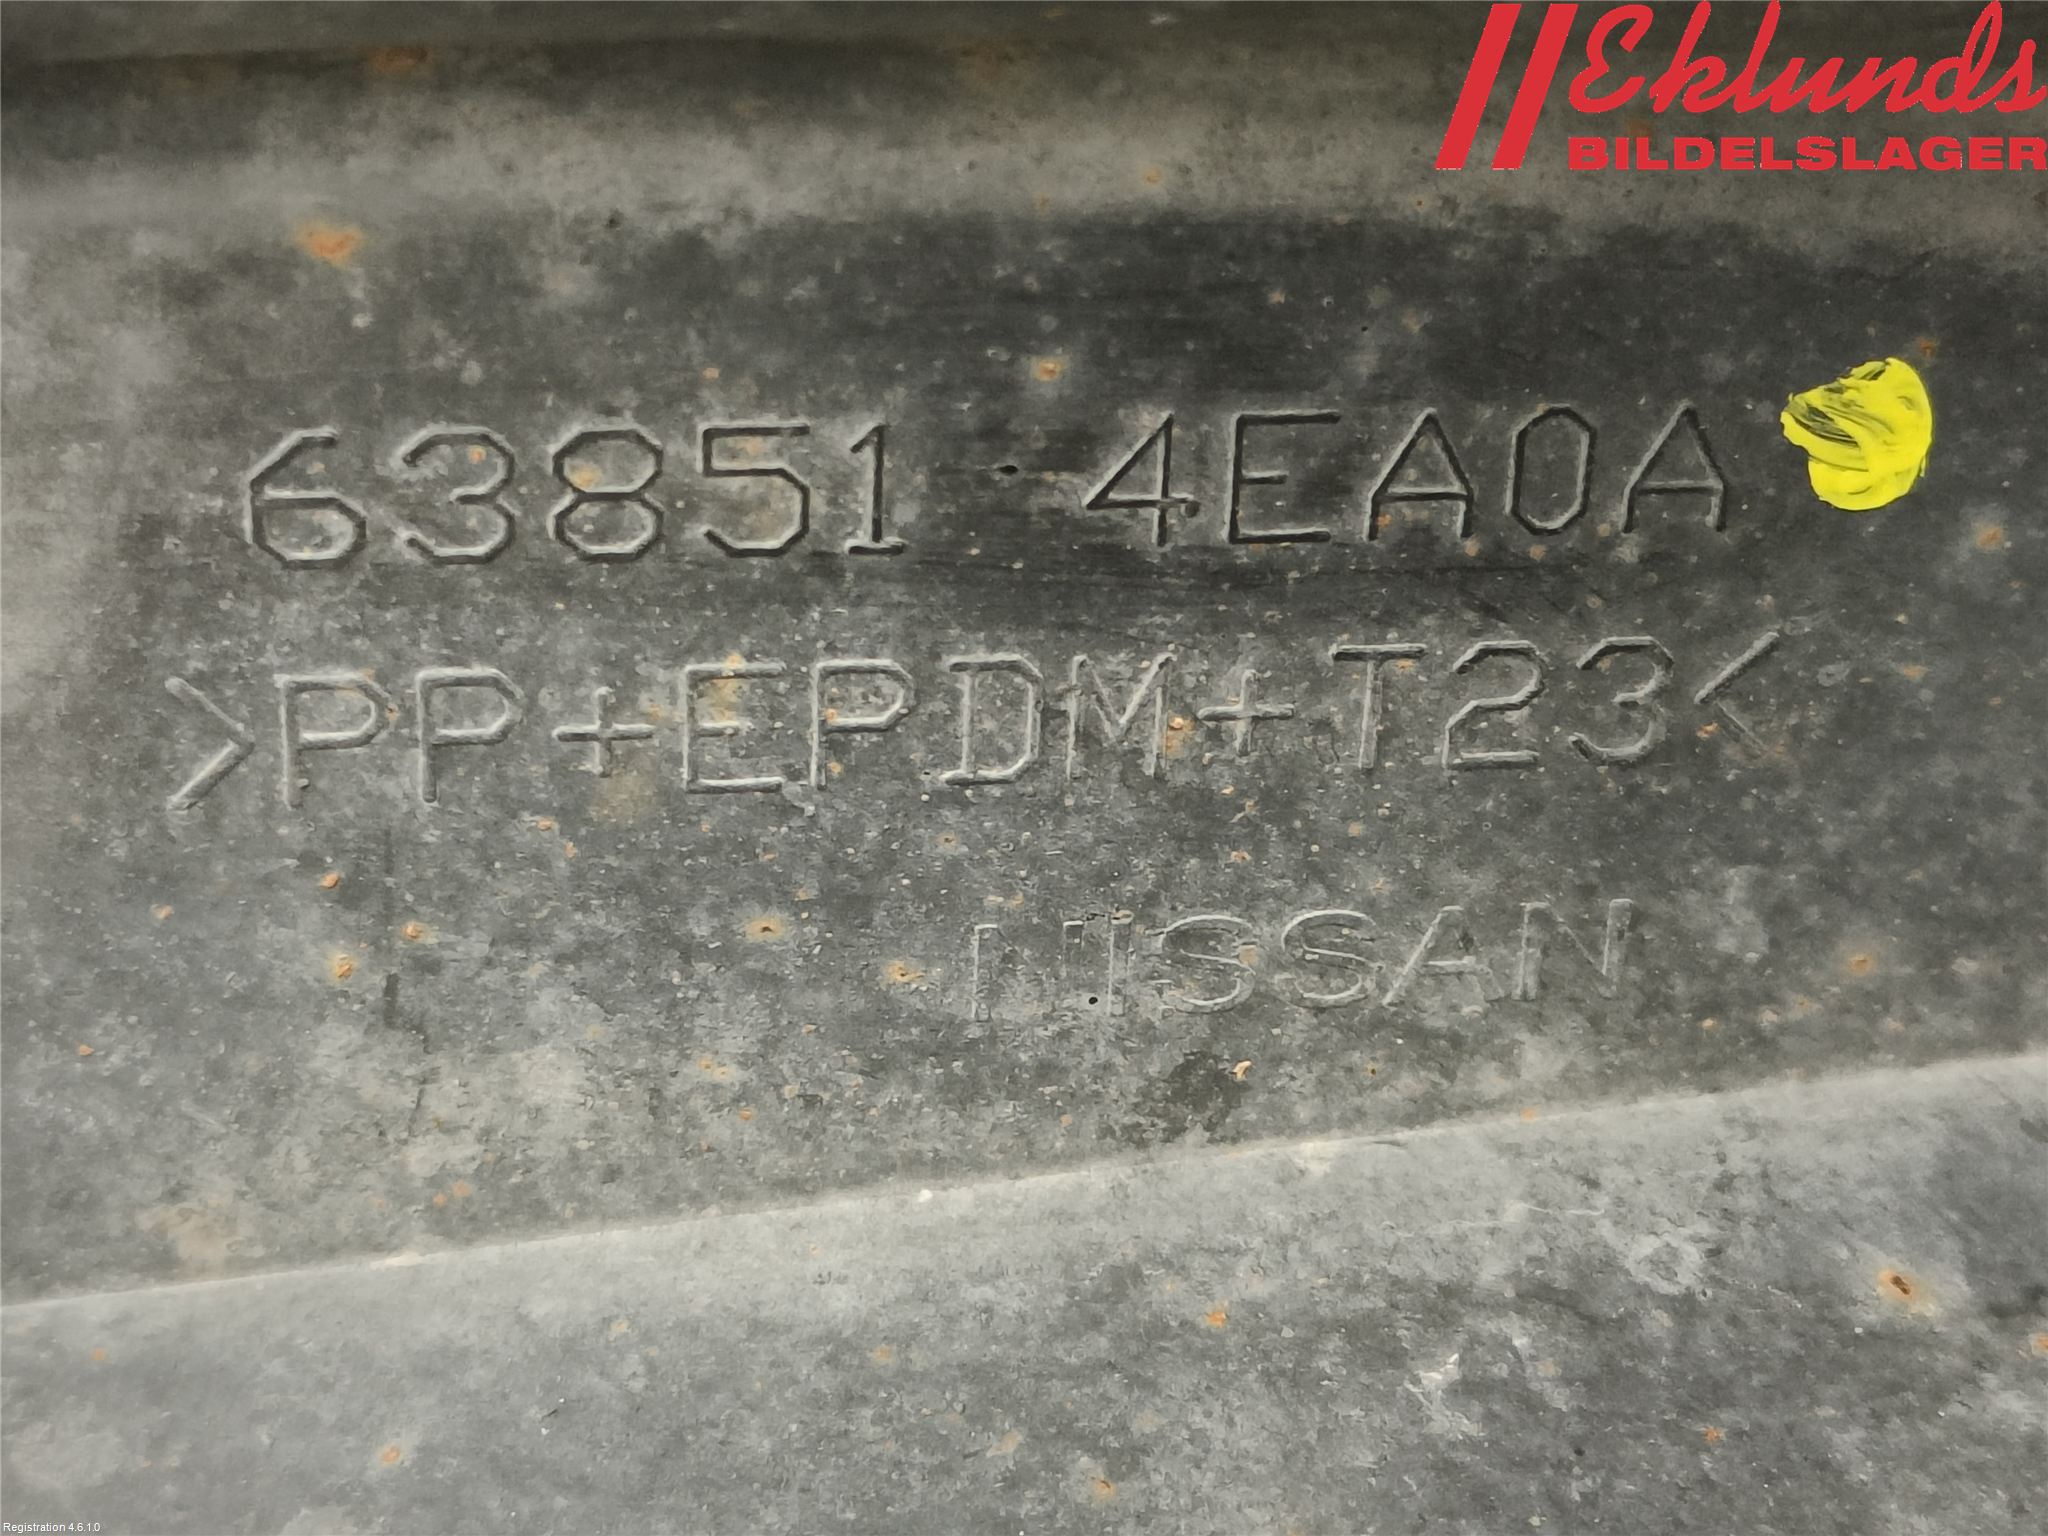 Eklunds
BILDELSLAGER
63851 4EA0A
>PP+EPDM+T23<
NISSAN
Registration 4.6.1.0